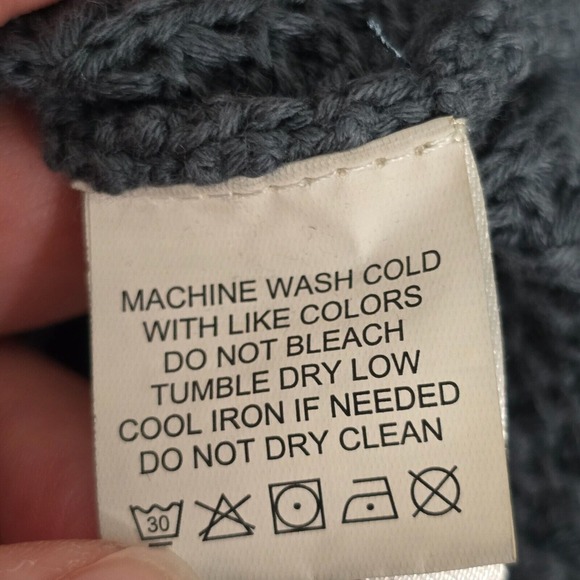 MACHINE WASH COLD
WITH LIKE COLORS
DO NOT BLEACH
TUMBLE DRY LOW
COOL IRON IF NEEDED
DO NOT DRY CLEAN
30